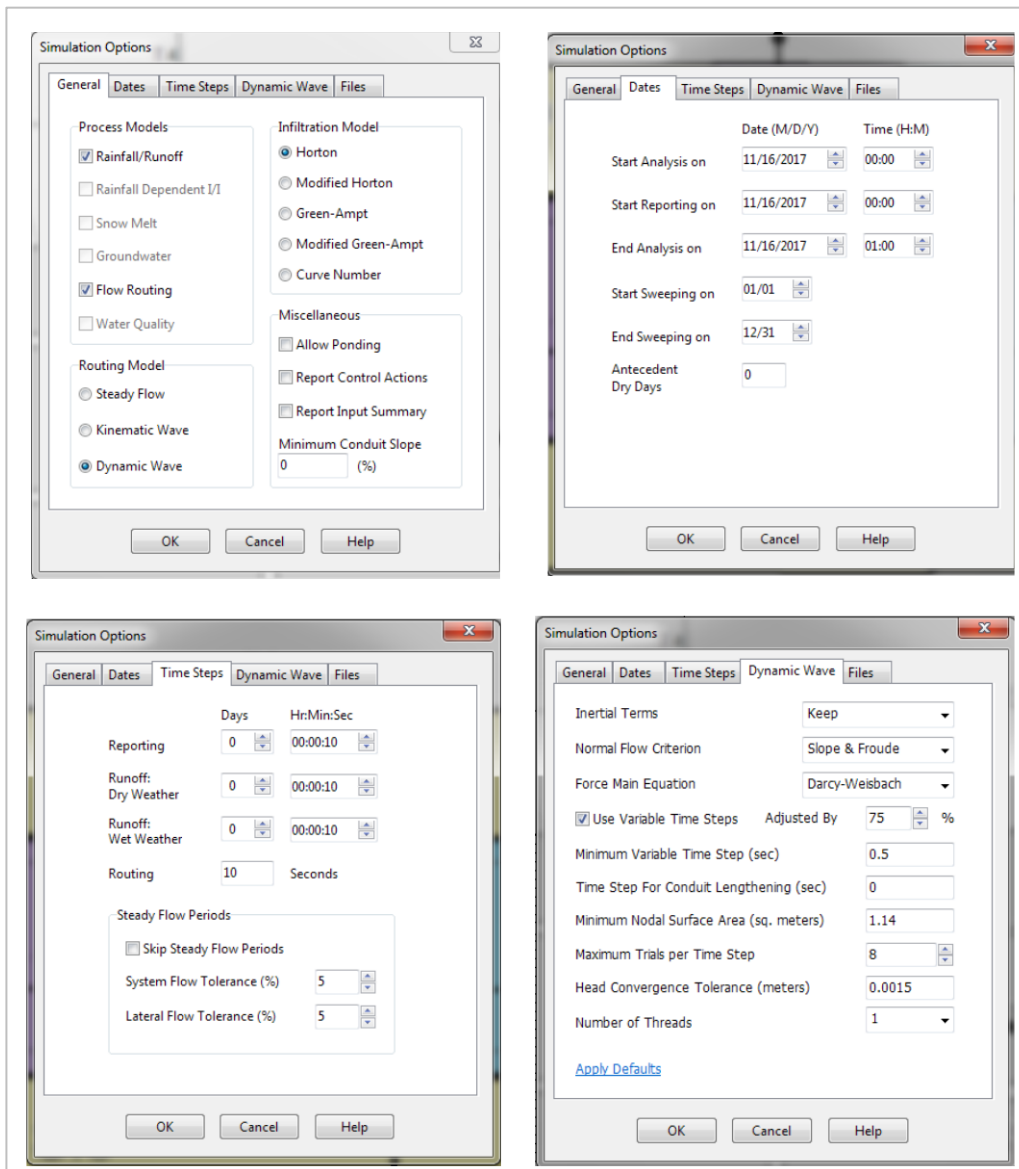 Simulation Options
General Dates Time Steps Dynamic Wave Files
Process Models
Rainfall/Runoff
Rainfall Dependent I/I
Snow Melt
Groundwater
Flow Routing
Water Quality
Routing Model
Steady Flow
Kinematic Wave
Dynamic Wave
Infiltration Model
Horton
Modified Horton
Green-Ampt
Modified Green-Ampt
Curve Number
Miscellaneous
Allow Ponding
Report Control Actions
Report Input Summary
Minimum Conduit Slope
0 (%)
OK Cancel Help
Simulation Options
General Dates Time Steps Dynamic Wave Files
Date (M/D/Y) Time (H:M)
Start Analysis on 11/16/2017 00:00
Start Reporting on 11/16/2017 00:00
End Analysis on 11/16/2017 01:00
Start Sweeping on 01/01
End Sweeping on 12/31
Antecedent
Dry Days 0
OK Cancel Help
Simulation Options
General Dates Time Steps Dynamic Wave Files
Days Hr:Min:Sec
Reporting 0 00:00:10
Runoff:
Dry Weather 0 00:00:10
Runoff:
Wet Weather 0 00:00:10
Routing 10 Seconds
Steady Flow Periods
Skip Steady Flow Periods
System Flow Tolerance (%) 5
Lateral Flow Tolerance (%) 5
OK Cancel Help
Simulation Options
General Dates Time Steps Dynamic Wave Files
Inertial Terms Keep
Normal Flow Criterion Slope & Froude
Force Main Equation Darcy-Weisbach
Use Variable Time Steps Adjusted By 75 %
Minimum Variable Time Step (sec) 0.5
Time Step For Conduit Lengthening (sec) 0
Minimum Nodal Surface Area (sq. meters) 1.14
Maximum Trials per Time Step 8
Head Convergence Tolerance (meters) 0.0015
Number of Threads 1
Apply Defaults
OK Cancel Help